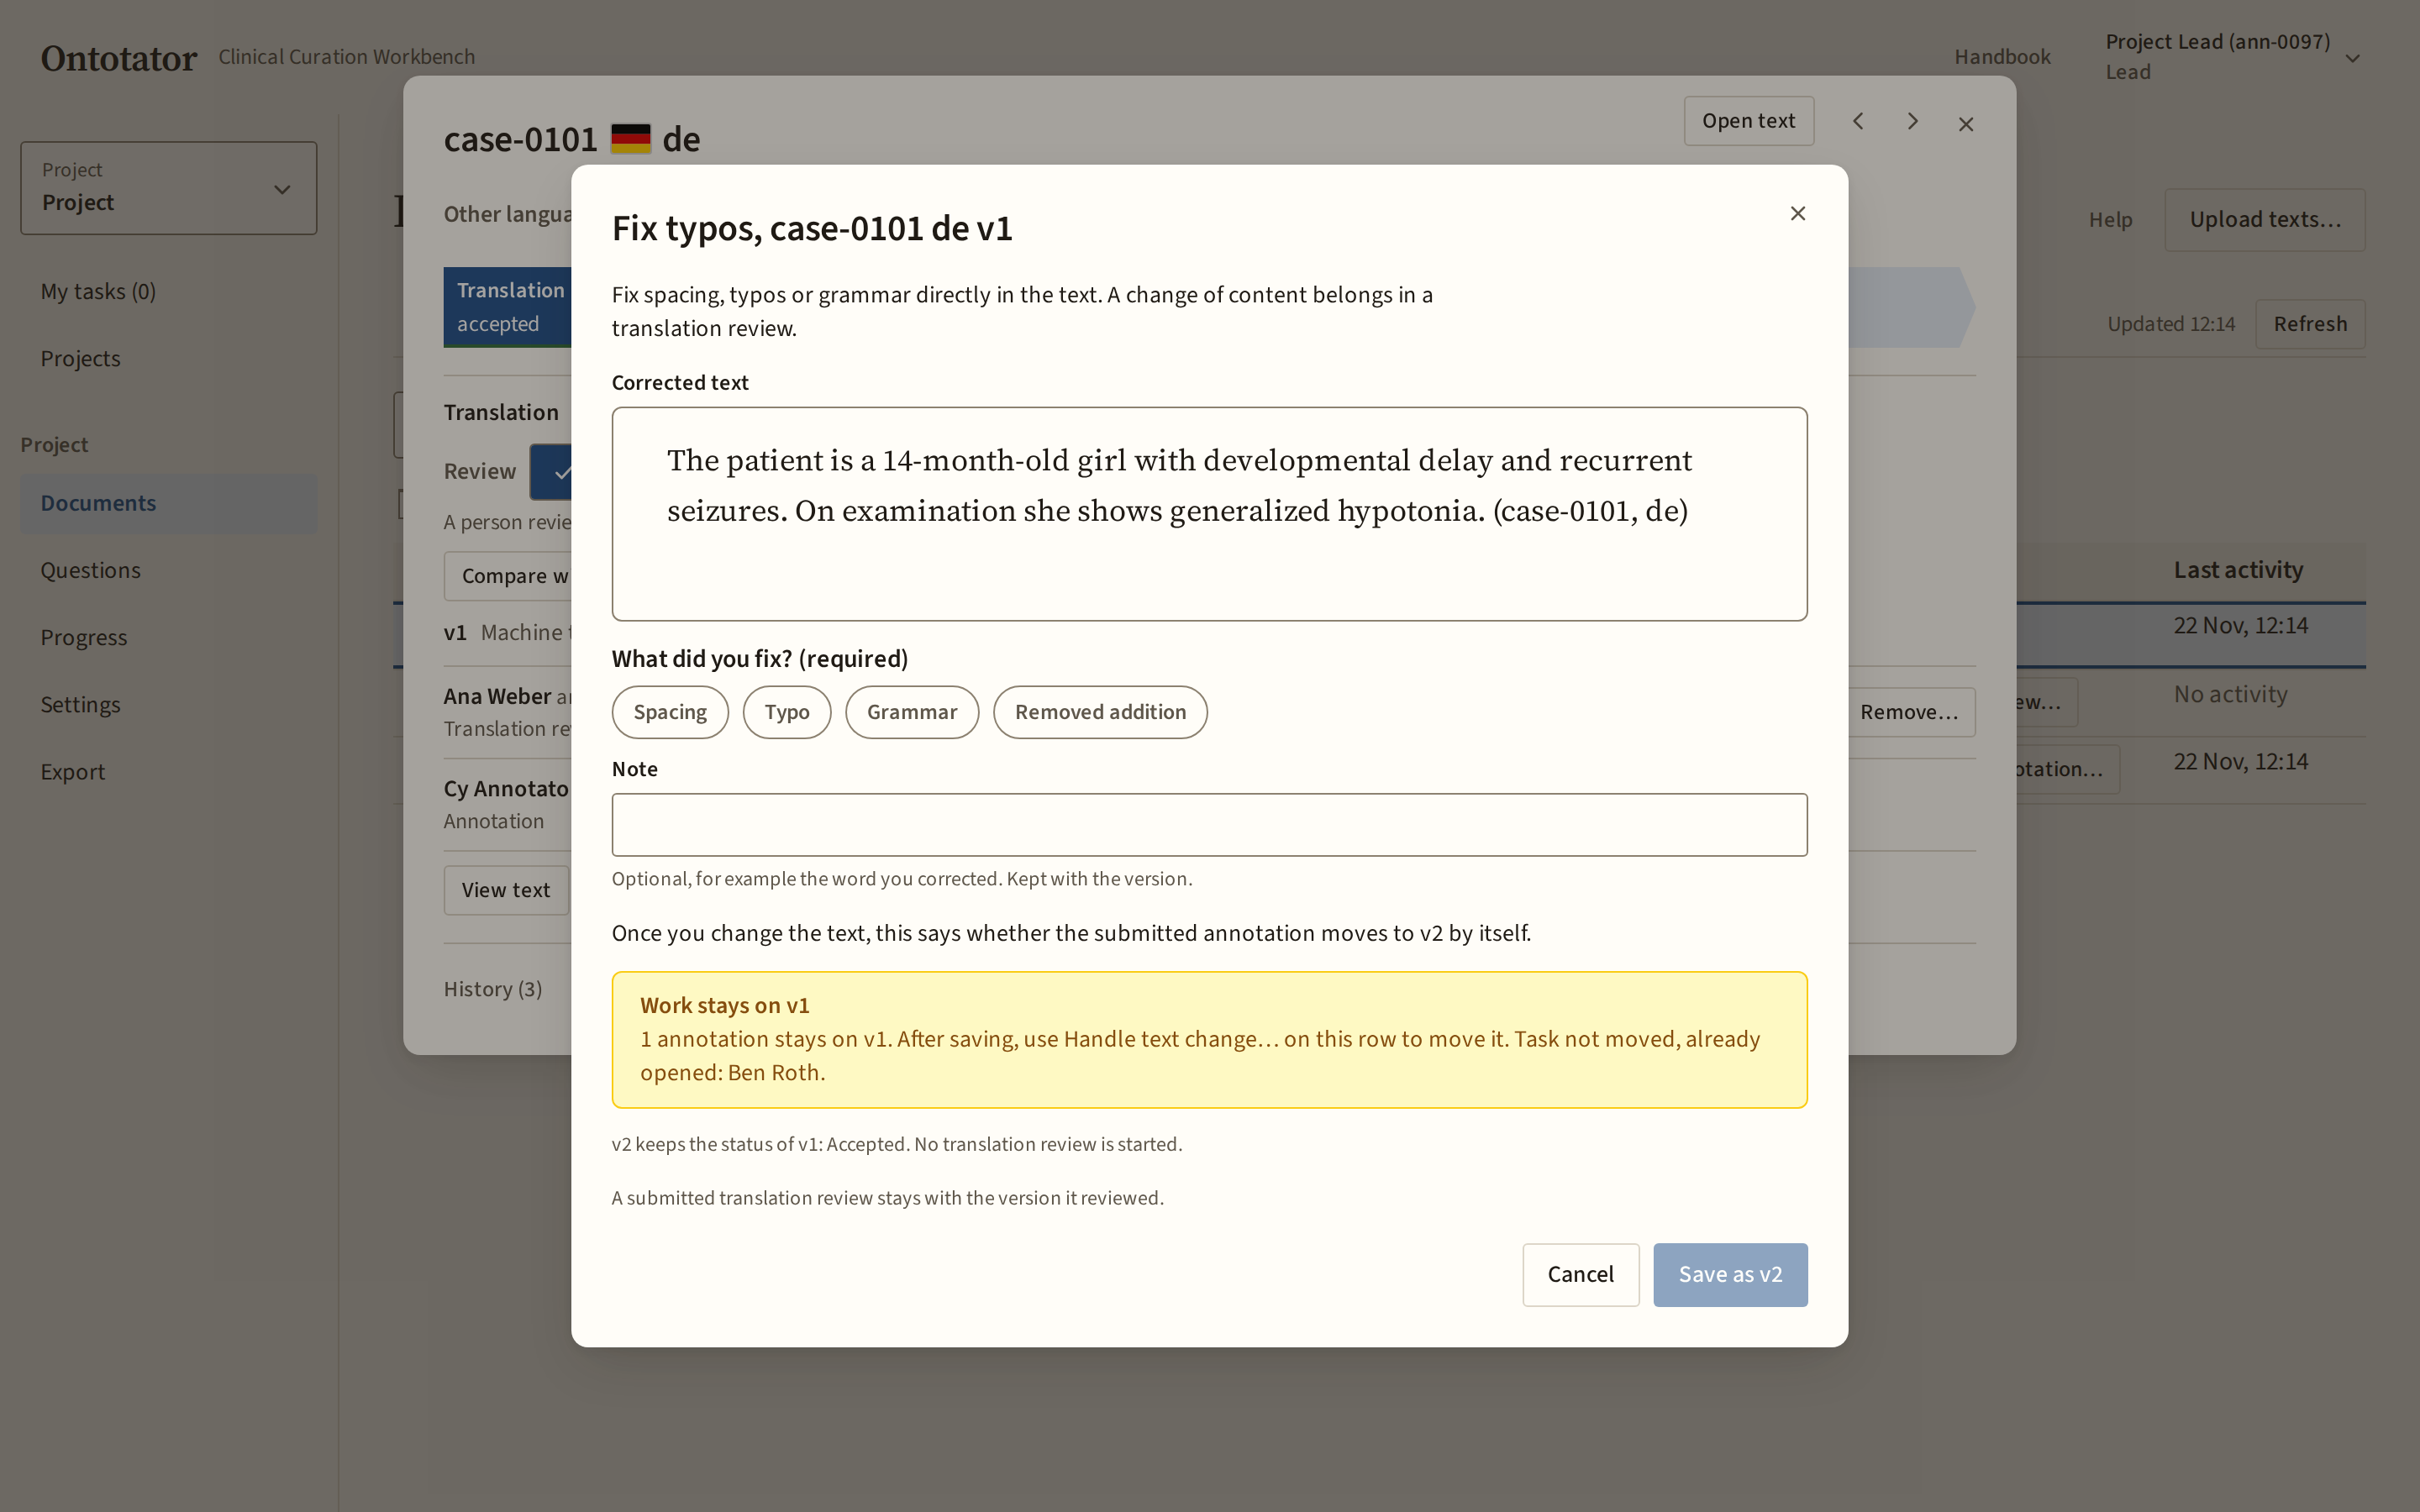 Ontotator Clinical Curation Workbench
Handbook
Project Lead (ann-0097)
Lead
Project
Project
My tasks (0)
Projects
Project
Documents
Questions
Progress
Settings
Export
Help
Upload texts…
Updated 12:14
Refresh
Last activity
22 Nov, 12:14
No activity
22 Nov, 12:14
case-0101 de
Open text
Translation
accepted
Translation
Review
v1 Machine
Ana Weber
Cy
Annotation
Remove…
View text
History (3)
Fix typos, case-0101 de v1
Fix spacing, typos or grammar directly in the text. A change of content belongs in a
translation review.
Corrected text
The patient is a 14-month-old girl with developmental delay and recurrent
seizures. On examination she shows generalized hypotonia. (case-0101, de)
What did you fix? (required)
Spacing Typo Grammar Removed addition
Note
Optional, for example the word you corrected. Kept with the version.
Once you change the text, this says whether the submitted annotation moves to v2 by itself.
Work stays on v1
1 annotation stays on v1. After saving, use Handle text change… on this row to move it. Task not moved, already
opened: Ben Roth.
v2 keeps the status of v1: Accepted. No translation review is started.
A submitted translation review stays with the version it reviewed.
Cancel Save as v2